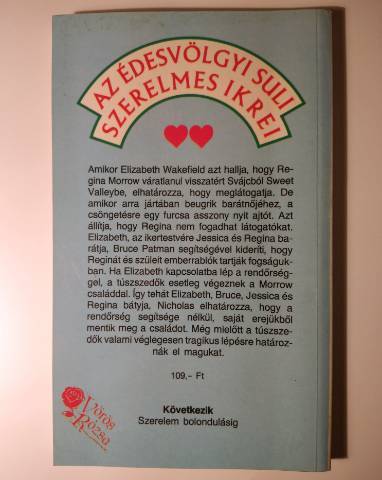 AZ ÉDESVÖLGYI SULI
SZERELMES IKREI
Amikor Elizabeth Wakefield azt hallja, hogy Re-
gina Morrow váratlanul visszatért Svájcból Sweet
Valleybe, elhatározza, hogy meglátogatja. De
amikor arra jártában beugrik barátnőjéhez, a
csöngetésre egy furcsa asszony nyit ajtót. Azt
állítja, hogy Regina nem fogadhat látogatókat.
Elizabeth, az ikertestvére Jessica és Regina ba-
rátja, Bruce Patman segítségével kideríti, hogy
Reginát és szüleit emberrablók tartják fogságuk-
ban. Ha Elizabeth kapcsolatba lép a rendőrség-
gel, a túszszedők esetleg végeznek a Morrow
családdal. Így tehát Elizabeth, Bruce, Jessica és
Regina bátyja, Nicholas elhatározza, hogy a
rendőrség segítsége nélkül, saját erejükből
mentik meg a családot. Még mielőtt a túszsze-
dők valami véglegesen tragikus lépésre határoz-
nák el magukat.
109,– Ft
Következik
Szerelem bolondulásig
Vörös
Rózsa